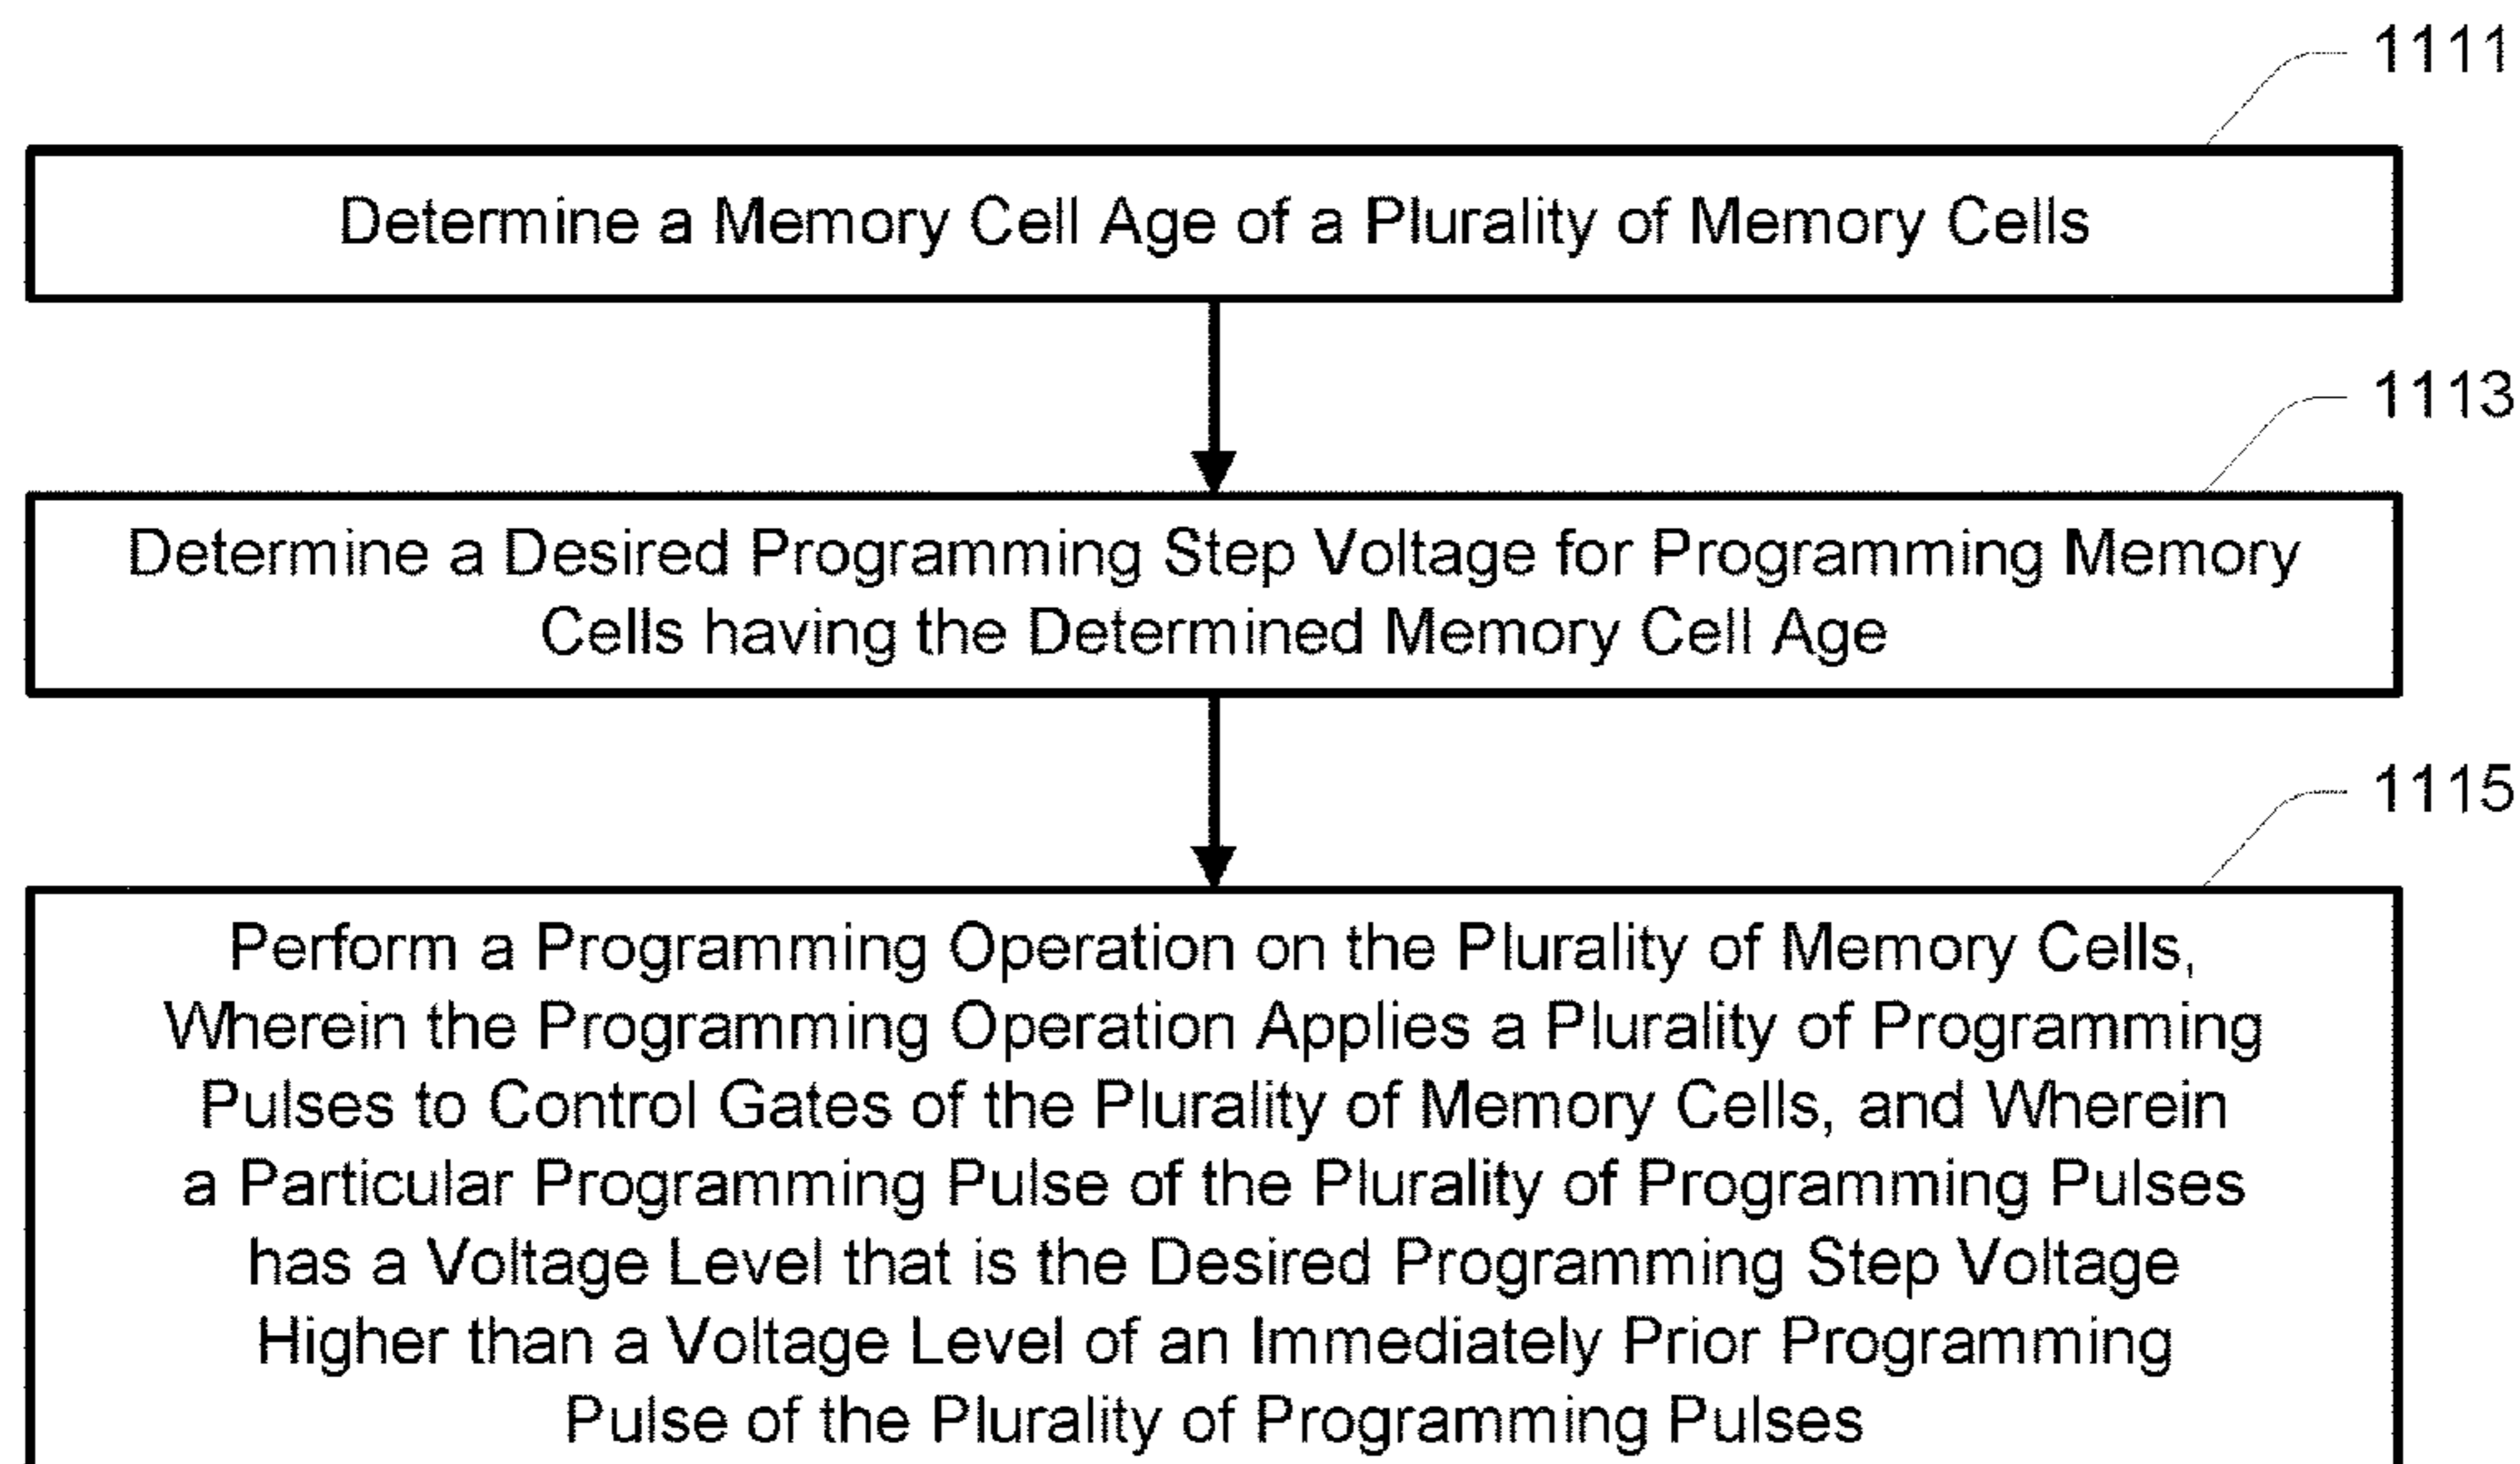 1111
Determine a Memory Cell Age of a Plurality of Memory Cells
1113
Determine a Desired Programming Step Voltage for Programming Memory
Cells having the Determined Memory Cell Age
1115
Perform a Programming Operation on the Plurality of Memory Cells,
Wherein the Programming Operation Applies a Plurality of Programming
Pulses to Control Gates of the Plurality of Memory Cells, and Wherein
a Particular Programming Pulse of the Plurality of Programming Pulses
has a Voltage Level that is the Desired Programming Step Voltage
Higher than a Voltage Level of an Immediately Prior Programming
Pulse of the Plurality of Programming Pulses